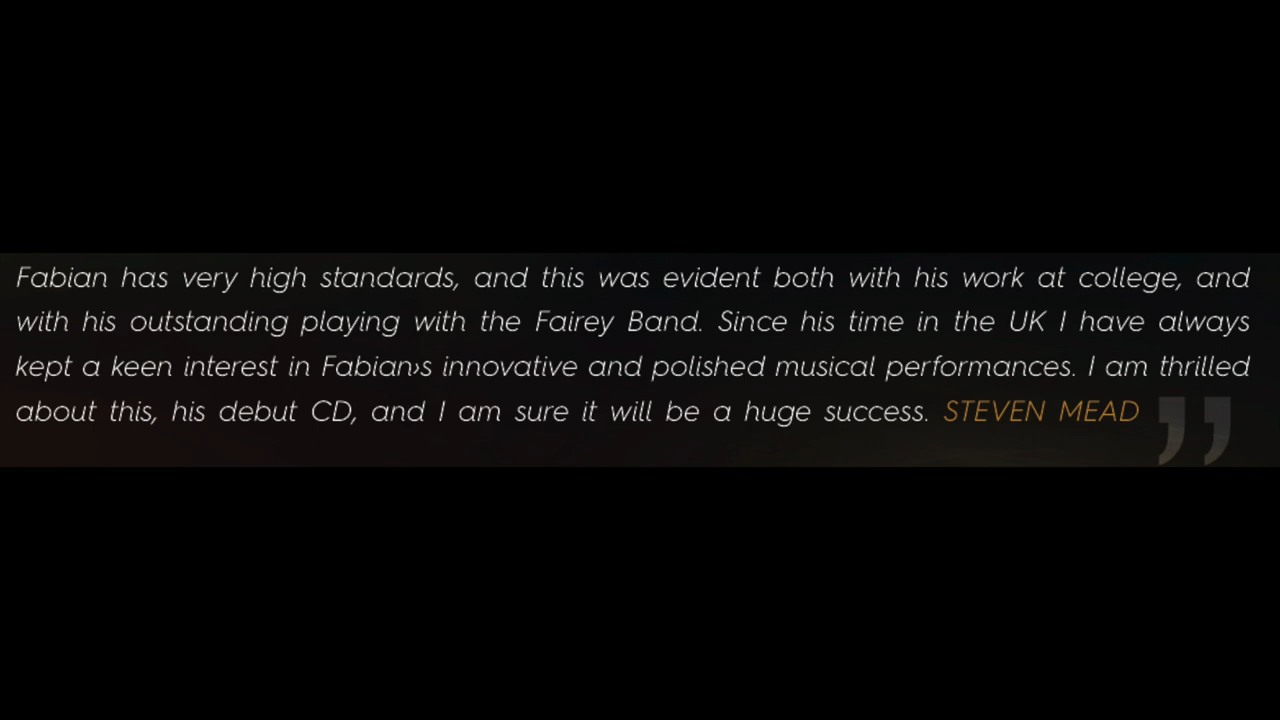 Fabian has very high standards, and this was evident both with his work at college, and
with his outstanding playing with the Fairey Band. Since his time in the UK I have always
kept a keen interest in Fabian›s innovative and polished musical performances. I am thrilled
about this, his debut CD, and I am sure it will be a huge success. STEVEN MEAD ”